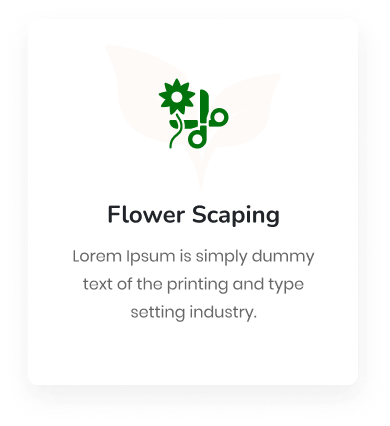 Flower Scaping
Lorem Ipsum is simply dummy
text of the printing and type
setting industry.